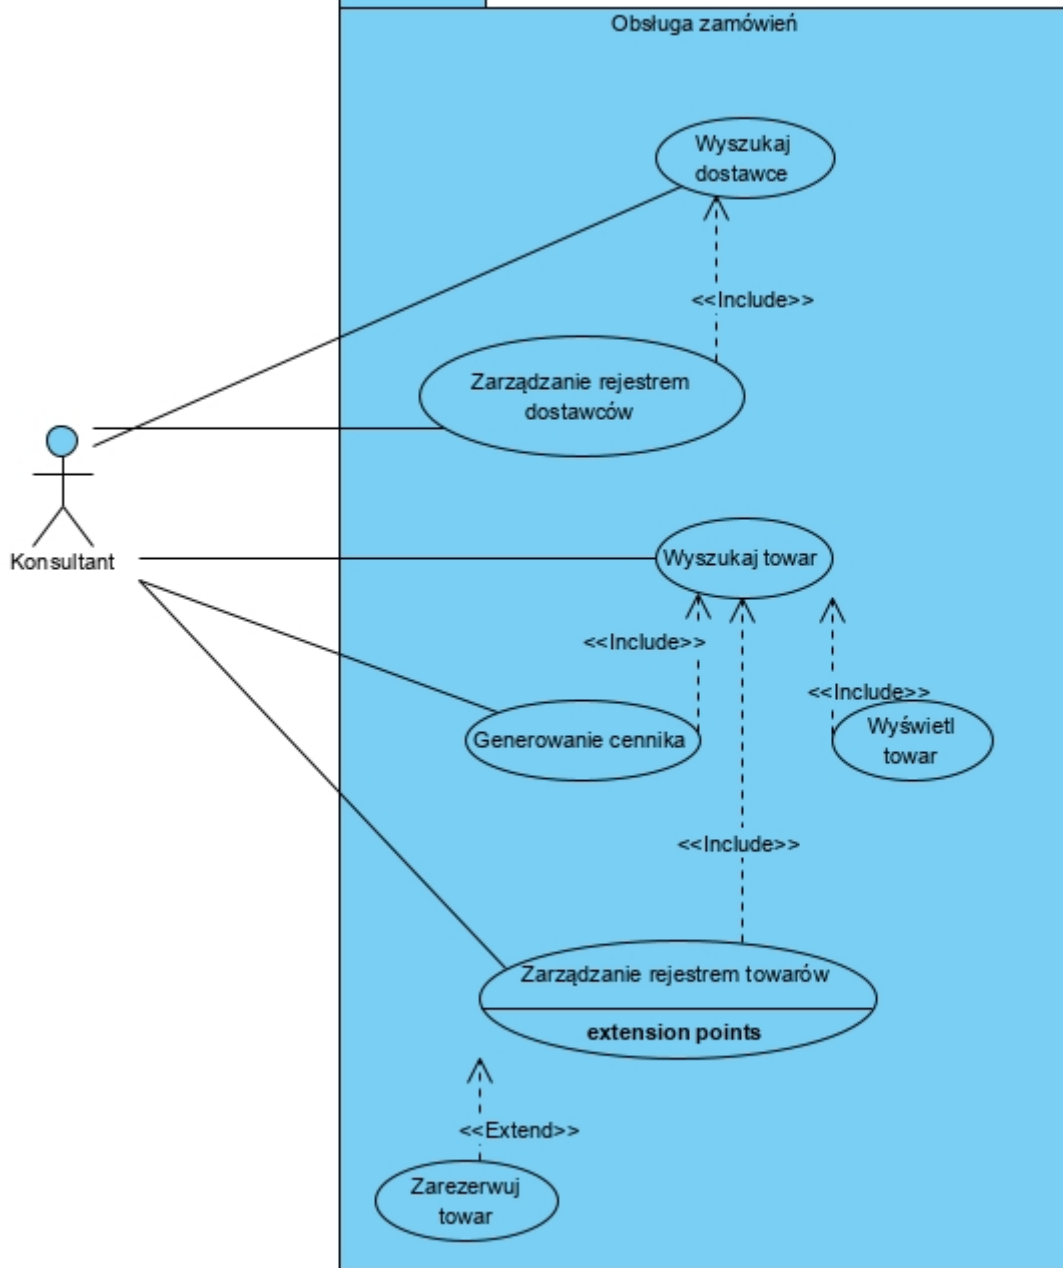 Obsługa zamówień
Wyszukaj
dostawce
<<Include>>
Zarządzanie rejestrem
dostawców
Konsultant
Wyszukaj towar
<<Include>>
<<Include>>
Generowanie cennika
Wyświetl
towar
<<Include>>
Zarządzanie rejestrem towarów
extension points
<<Extend>>
Zarezerwuj
towar